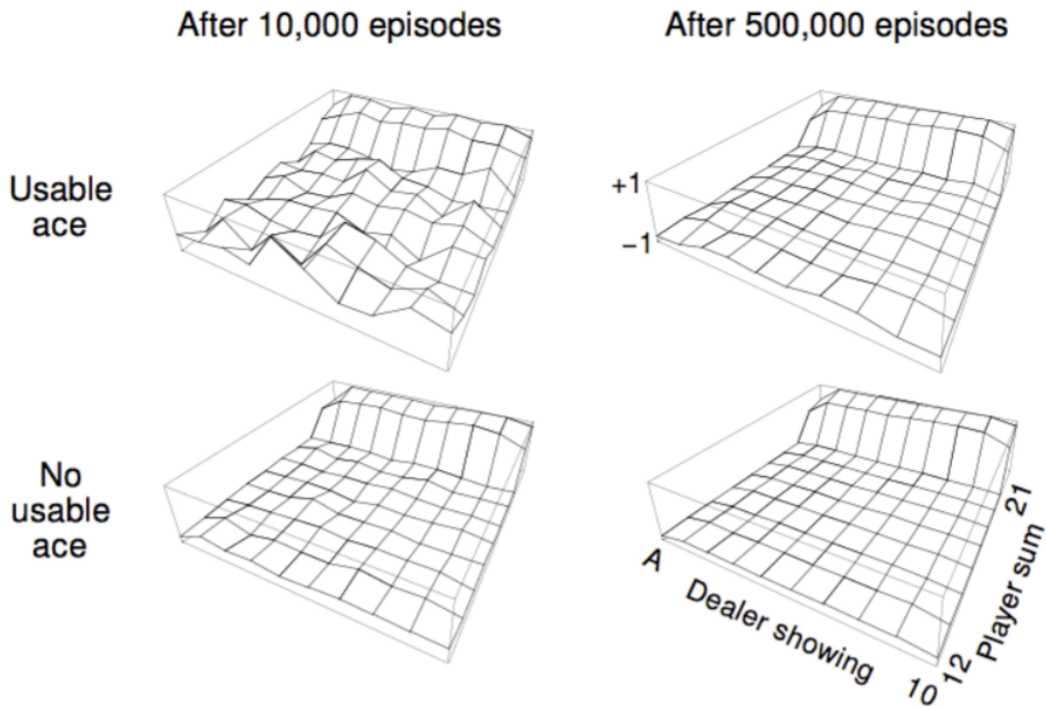 After 10,000 episodes
After 500,000 episodes
Usable
ace
+1
−1
No
usable
ace
A
Dealer showing
10
12
Player sum
21